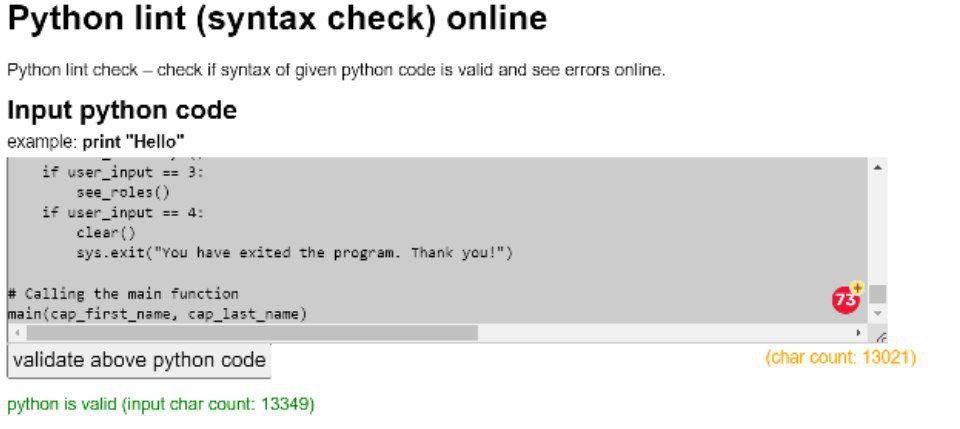 Python lint (syntax check) online
Python lint check – check if syntax of given python code is valid and see errors online.
Input python code
example: print "Hello"
    if user_input == 3:
        see_roles()
    if user_input == 4:
        clear()
        sys.exit("You have exited the program. Thank you!")
# Calling the main function
73
main(cap_first_name, cap_last_name)
validate above python code
(char count: 13021)
python is valid (input char count: 13349)